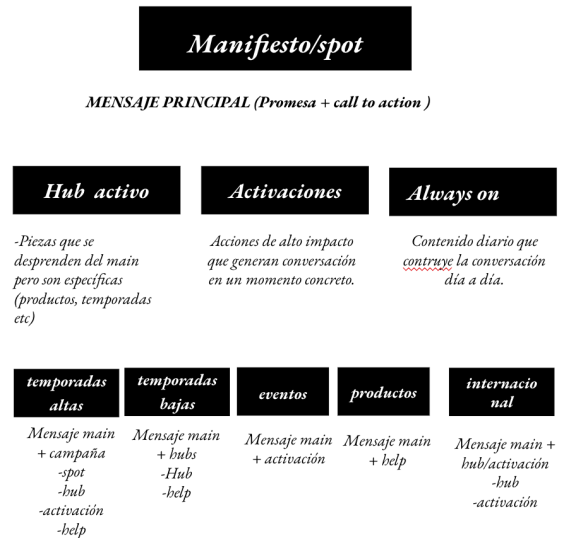 Manifiesto/spot
MENSAJE PRINCIPAL (Promesa + call to action )
Hub activo
-Piezas que se
desprenden del main
pero son específicas
(productos, temporadas
etc)
Activaciones
Acciones de alto impacto
que generan conversación
en un momento concreto.
Always on
Contenido diario que
contruye la conversación
día a día.
temporadas
altas
Mensaje main
+ campaña
-spot
-hub
-activación
-help
temporadas
bajas
Mensaje main
+ hubs
-Hub
-help
eventos
Mensaje main
+ activación
productos
Mensaje main
+ help
internacio
nal
Mensaje main +
hub/activación
-hub
-activación